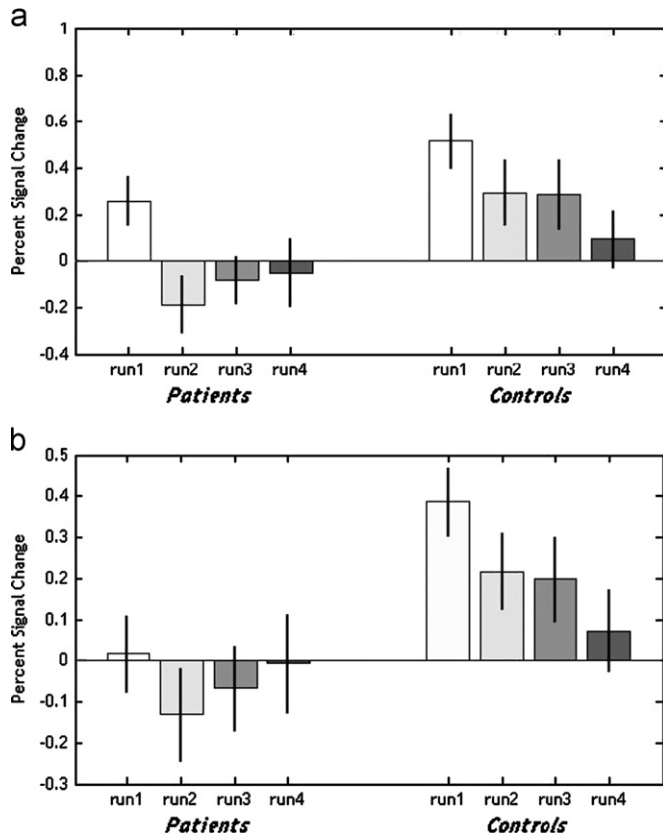 a
Percent Signal Change
1
0.8
0.6
0.4
0.2
0
-0.2
-0.4
run1 run2 run3 run4 run1 run2 run3 run4
Patients Controls
b
Percent Signal Change
0.5
0.4
0.3
0.2
0.1
0
-0.1
-0.2
-0.3
run1 run2 run3 run4 run1 run2 run3 run4
Patients Controls